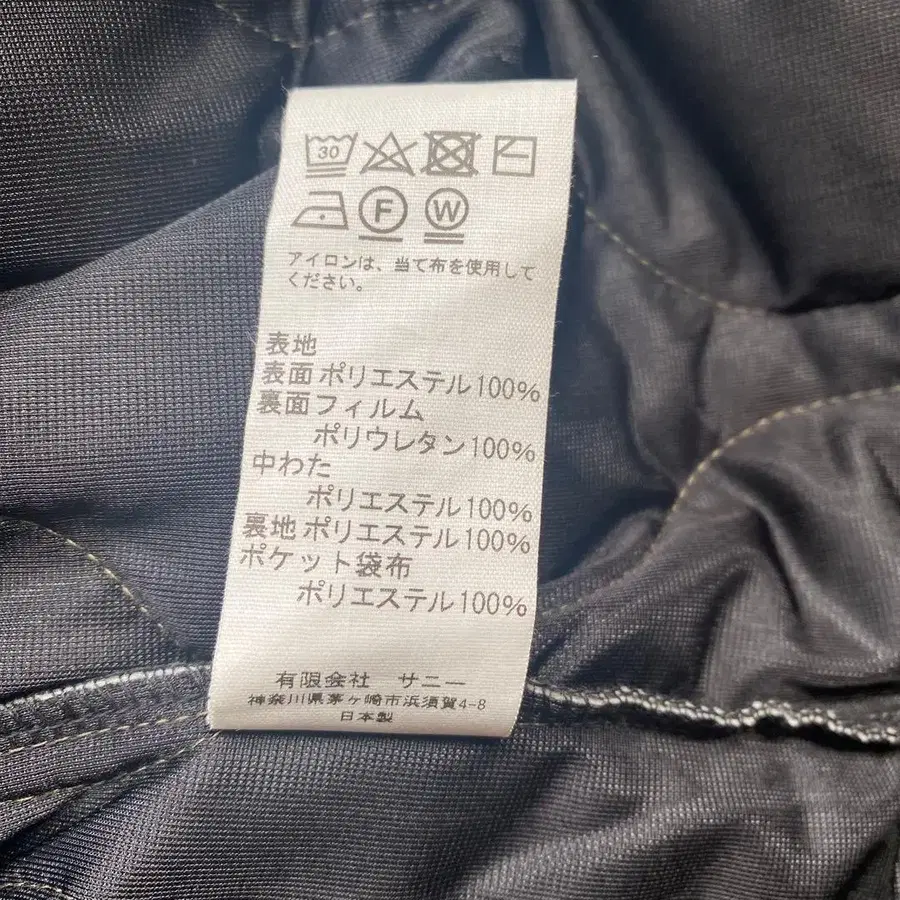 30
F W
アイロンは、当て布を使用して
ください。
表地
表面 ポリエステル100%
裏面フィルム
ポリウレタン100%
中わた
ポリエステル100%
裏地 ポリエステル100%
ポケット袋布
ポリエステル100%
有限会社 サニー
神奈川県茅ヶ崎市浜須賀4-8
日本製